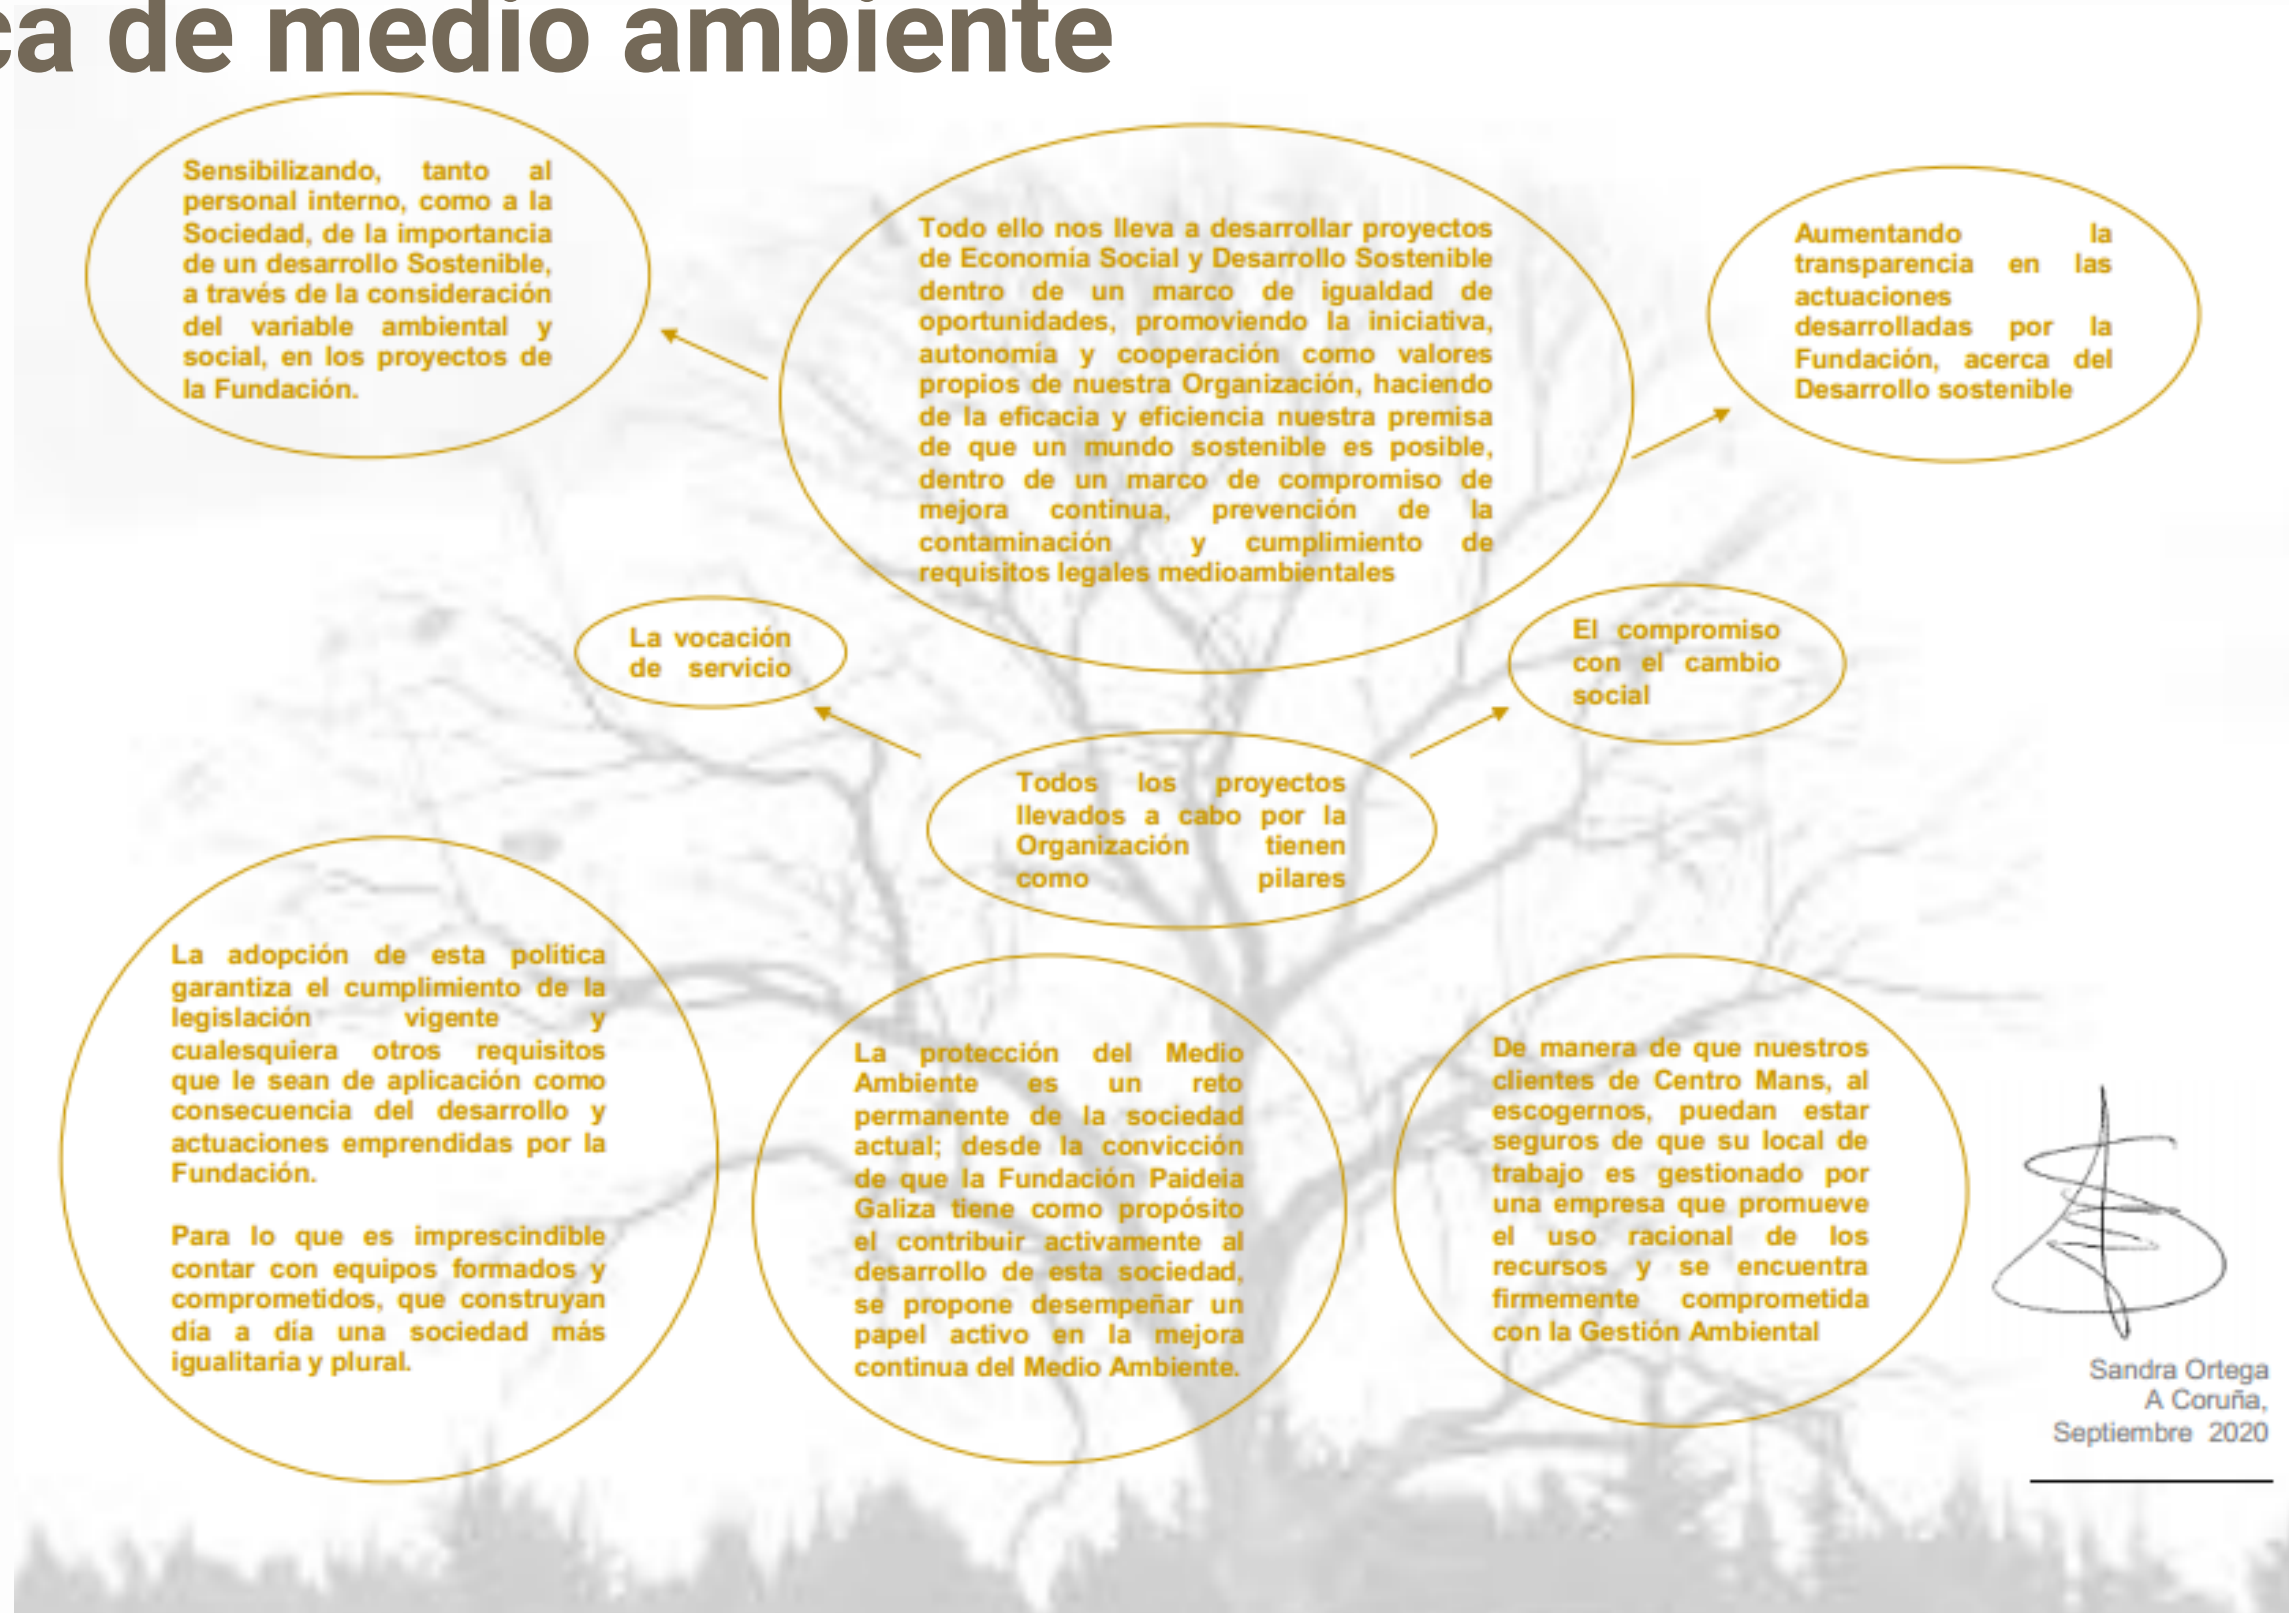 ca de medio ambiente
Sensibilizando, tanto al
personal interno, como a la
Sociedad, de la importancia
de un desarrollo Sostenible,
a través de la consideración
del variable ambiental y
social, en los proyectos de
la Fundación.
Todo ello nos lleva a desarrollar proyectos
de Economía Social y Desarrollo Sostenible
dentro de un marco de igualdad de
oportunidades, promoviendo la iniciativa,
autonomía y cooperación como valores
propios de nuestra Organización, haciendo
de la eficacia y eficiencia nuestra premisa
de que un mundo sostenible es posible,
dentro de un marco de compromiso de
mejora continua, prevención de la
contaminación y cumplimiento de
requisitos legales medioambientales
Aumentando la
transparencia en las
actuaciones
desarrolladas por la
Fundación, acerca del
Desarrollo sostenible
La vocación
de servicio
El compromiso
con el cambio
social
Todos los proyectos
llevados a cabo por la
Organización tienen
como pilares
La adopción de esta política
garantiza el cumplimiento de la
legislación vigente y
cualesquiera otros requisitos
que le sean de aplicación como
consecuencia del desarrollo y
actuaciones emprendidas por la
Fundación.
Para lo que es imprescindible
contar con equipos formados y
comprometidos, que construyan
día a día una sociedad más
igualitaria y plural.
La protección del Medio
Ambiente es un reto
permanente de la sociedad
actual; desde la convicción
de que la Fundación Paideia
Galiza tiene como propósito
el contribuir activamente al
desarrollo de esta sociedad,
se propone desempeñar un
papel activo en la mejora
continua del Medio Ambiente.
De manera de que nuestros
clientes de Centro Mans, al
escogernos, puedan estar
seguros de que su local de
trabajo es gestionado por
una empresa que promueve
el uso racional de los
recursos y se encuentra
firmemente comprometida
con la Gestión Ambiental
Sandra Ortega
A Coruña,
Septiembre 2020